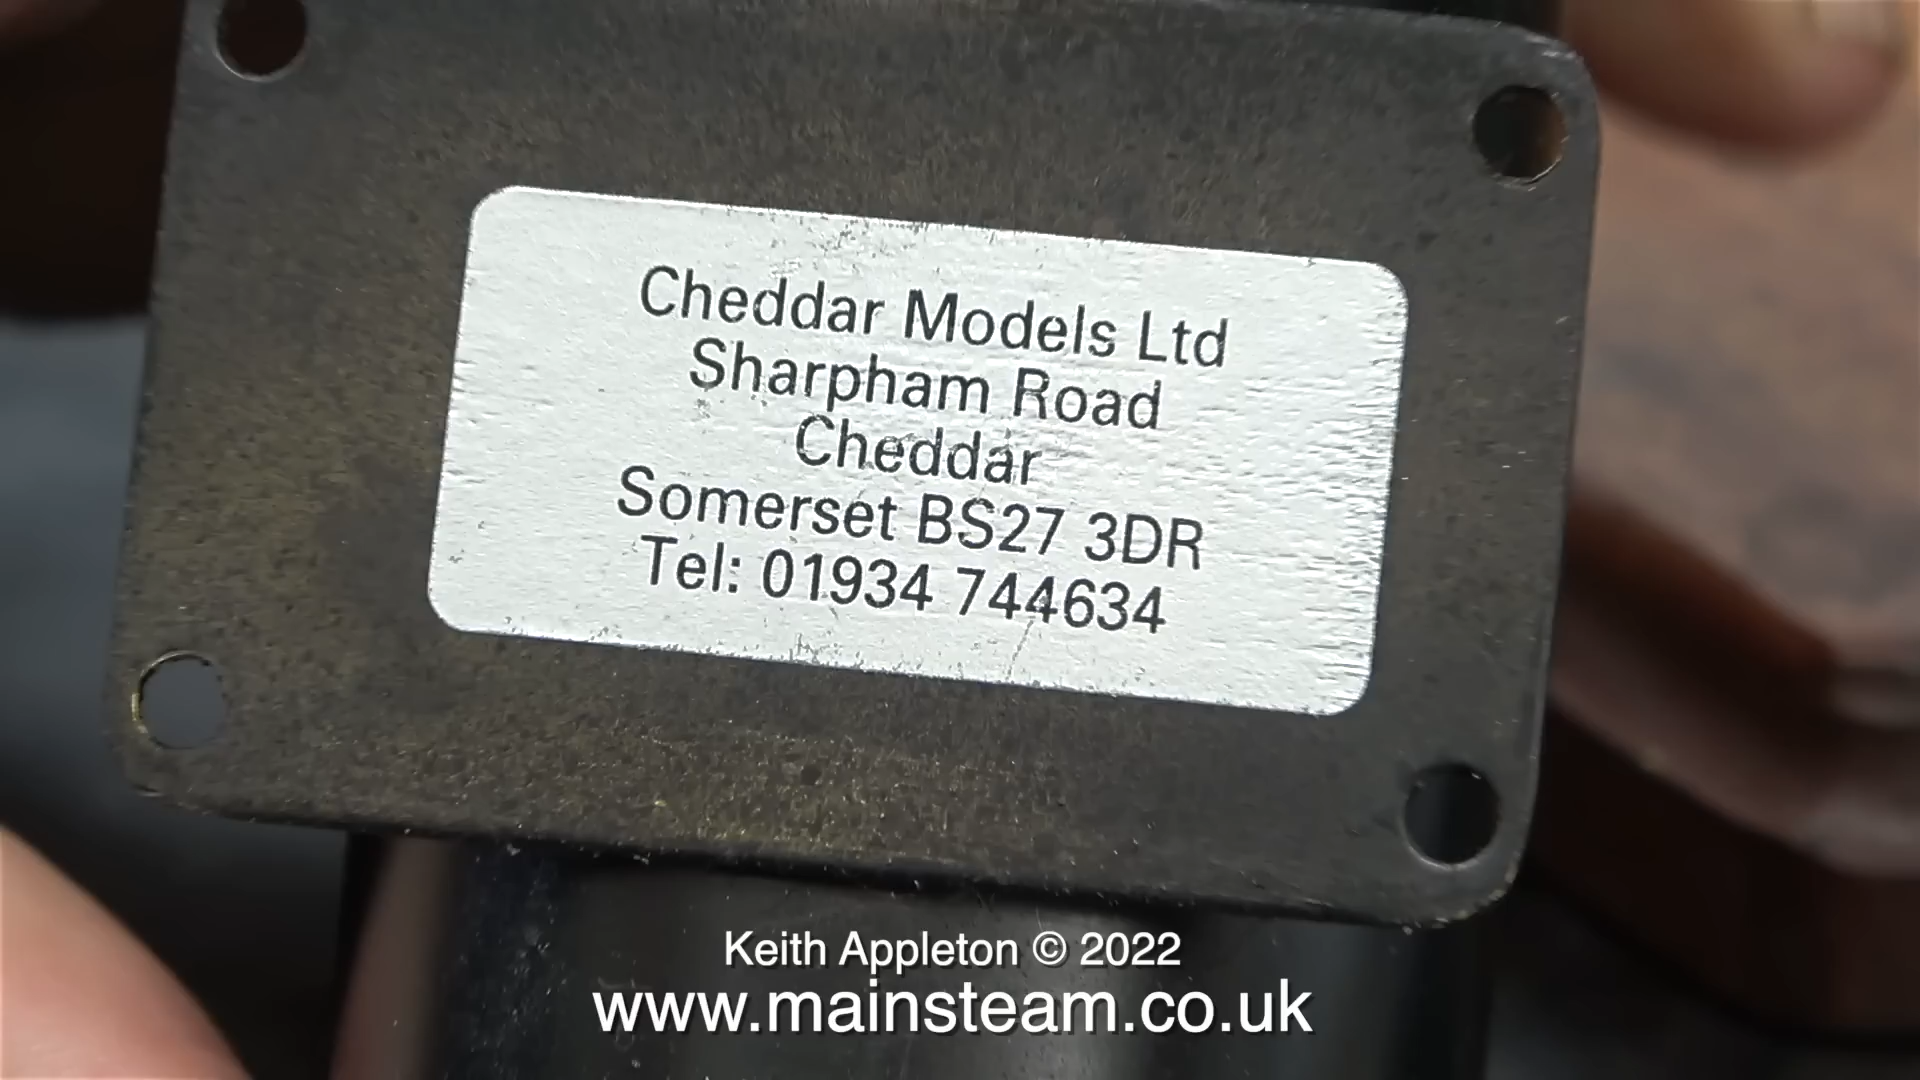 Cheddar Models Ltd
Sharpham Road
Cheddar
Somerset BS27 3DR
Tel: 01934 744634
Keith Appleton © 2022
www.mainsteam.co.uk